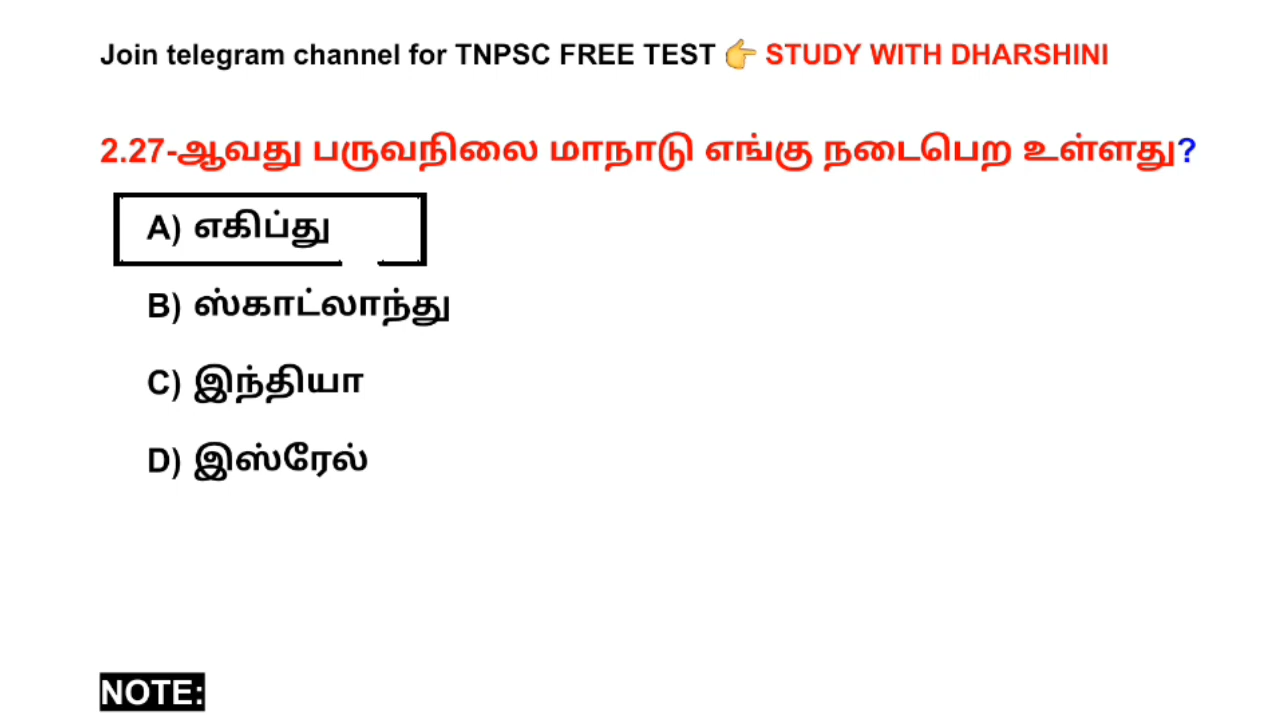 Join telegram channel for TNPSC FREE TEST 👉 STUDY WITH DHARSHINI
2.27-ஆவது பருவநிலை மாநாடு எங்கு நடைபெற உள்ளது?
A) எகிப்து
B) ஸ்காட்லாந்து
C) இந்தியா
D) இஸ்ரேல்
NOTE: